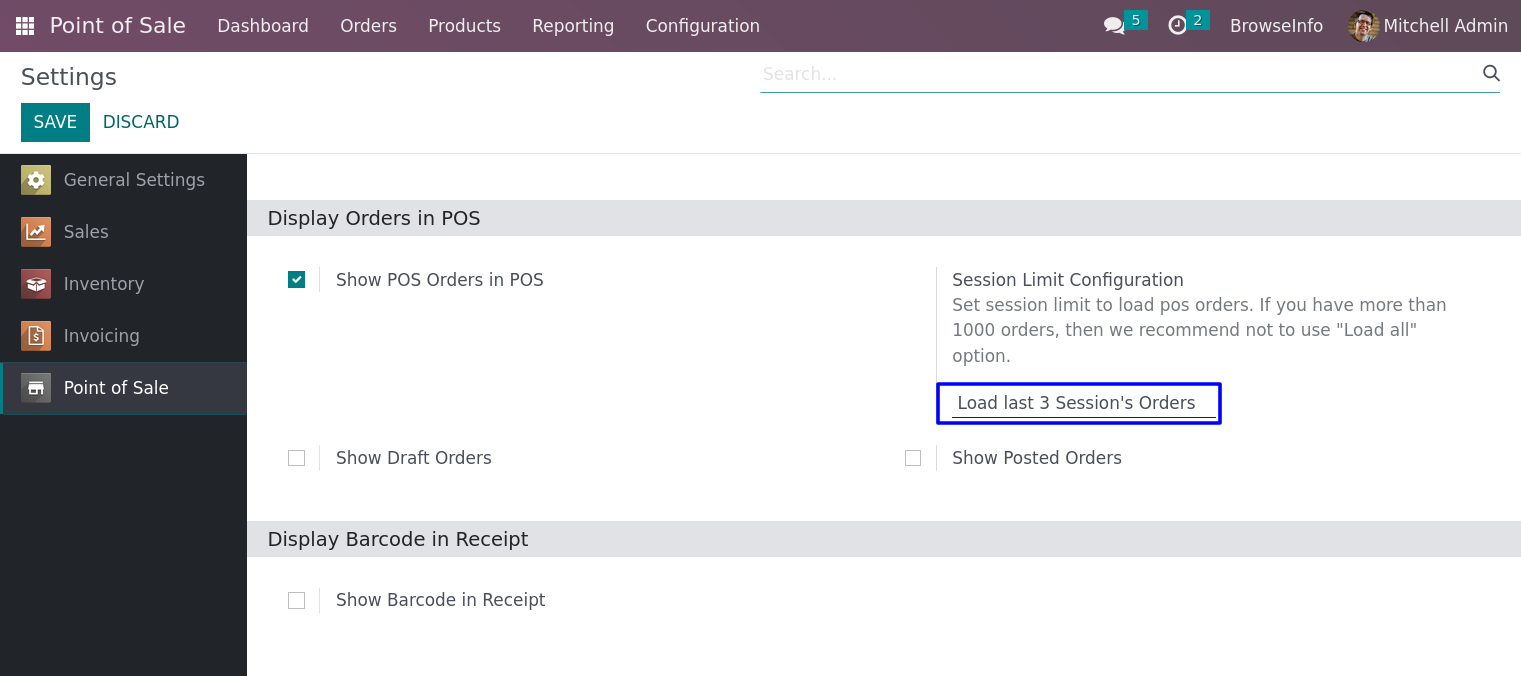 Point of Sale Dashboard Orders Products Reporting Configuration 5 2 BrowseInfo Mitchell Admin
Settings
Search...
SAVE DISCARD
General Settings
Sales
Inventory
Invoicing
Point of Sale
Display Orders in POS
Show POS Orders in POS
Session Limit Configuration
Set session limit to load pos orders. If you have more than
1000 orders, then we recommend not to use "Load all"
option.
Load last 3 Session's Orders
Show Draft Orders
Show Posted Orders
Display Barcode in Receipt
Show Barcode in Receipt